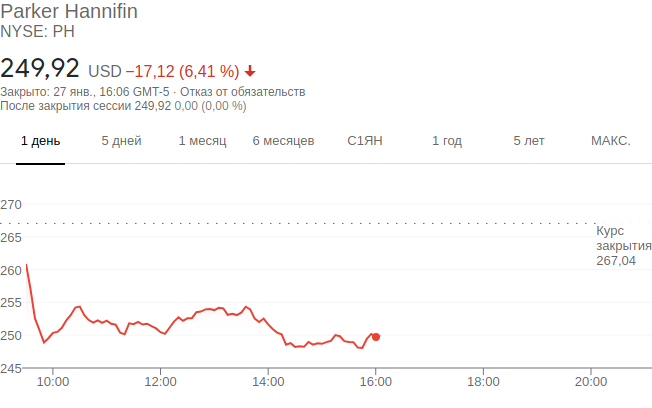 Parker Hannifin
NYSE: PH
249,92 USD −17,12 (6,41 %)
Закрыто: 27 янв., 16:06 GMT-5 · Отказ от обязательств
После закрытия сессии 249,92 0,00 (0,00 %)
1 день 5 дней 1 месяц 6 месяцев С1ЯН 1 год 5 лет МАКС.
270
265
260
255
250
245
Курс
закрытия
267,04
10:00 12:00 14:00 16:00 18:00 20:00